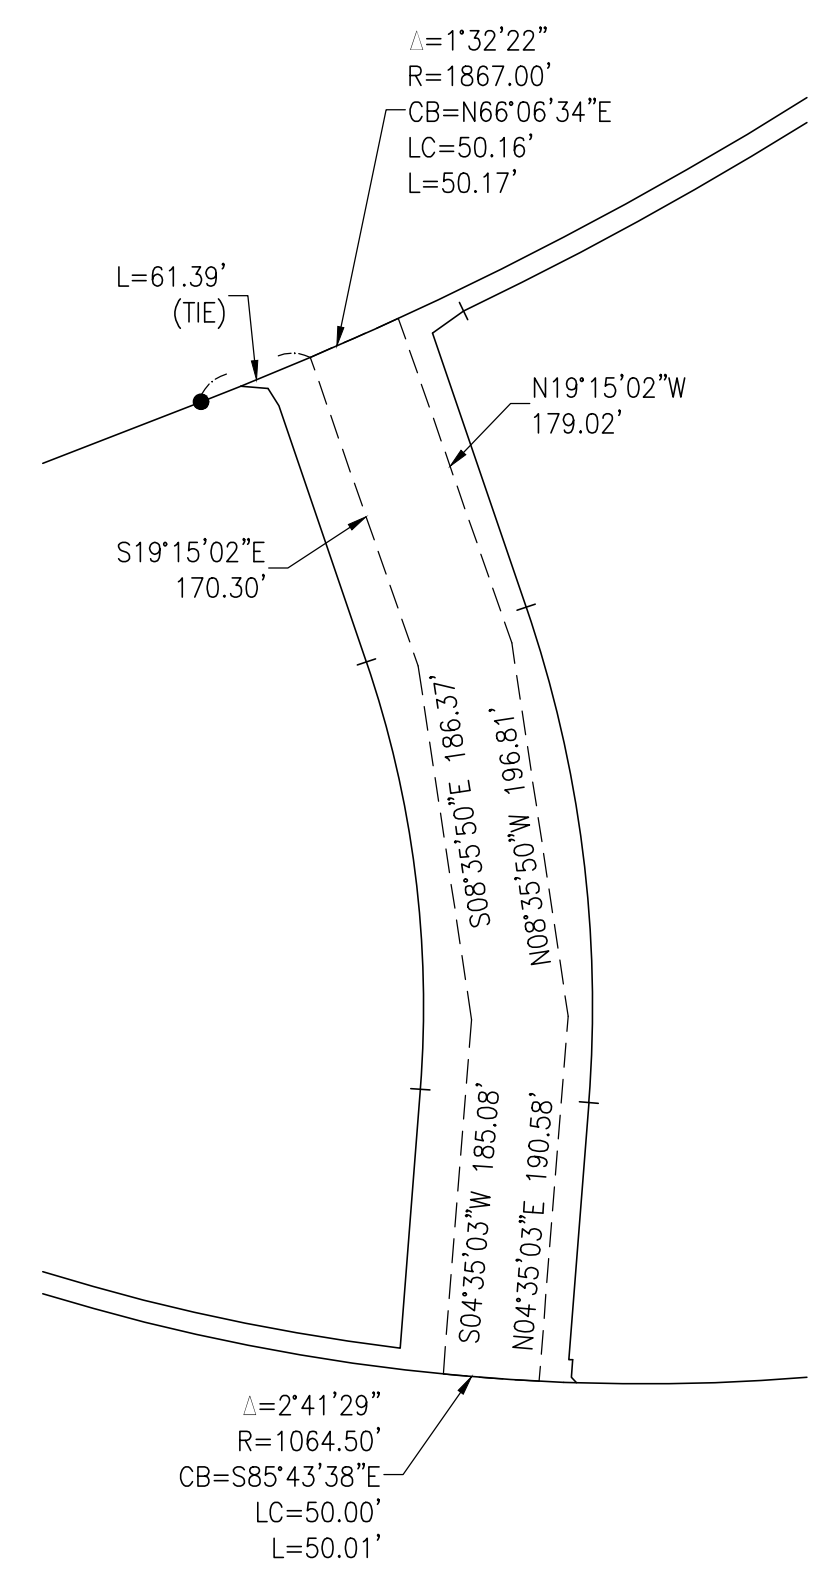 Δ=1°32'22"
R=1867.00'
CB=N66°06'34"E
LC=50.16'
L=50.17'
L=61.39'
(TIE)
N19°15'02"W
179.02'
S19°15'02"E
170.30'
S08°35'50"E 186.37'
N08°35'50"W 196.81'
S04°35'03"W 185.08'
N04°35'03"E 190.58'
Δ=2°41'29"
R=1064.50'
CB=S85°43'38"E
LC=50.00'
L=50.01'